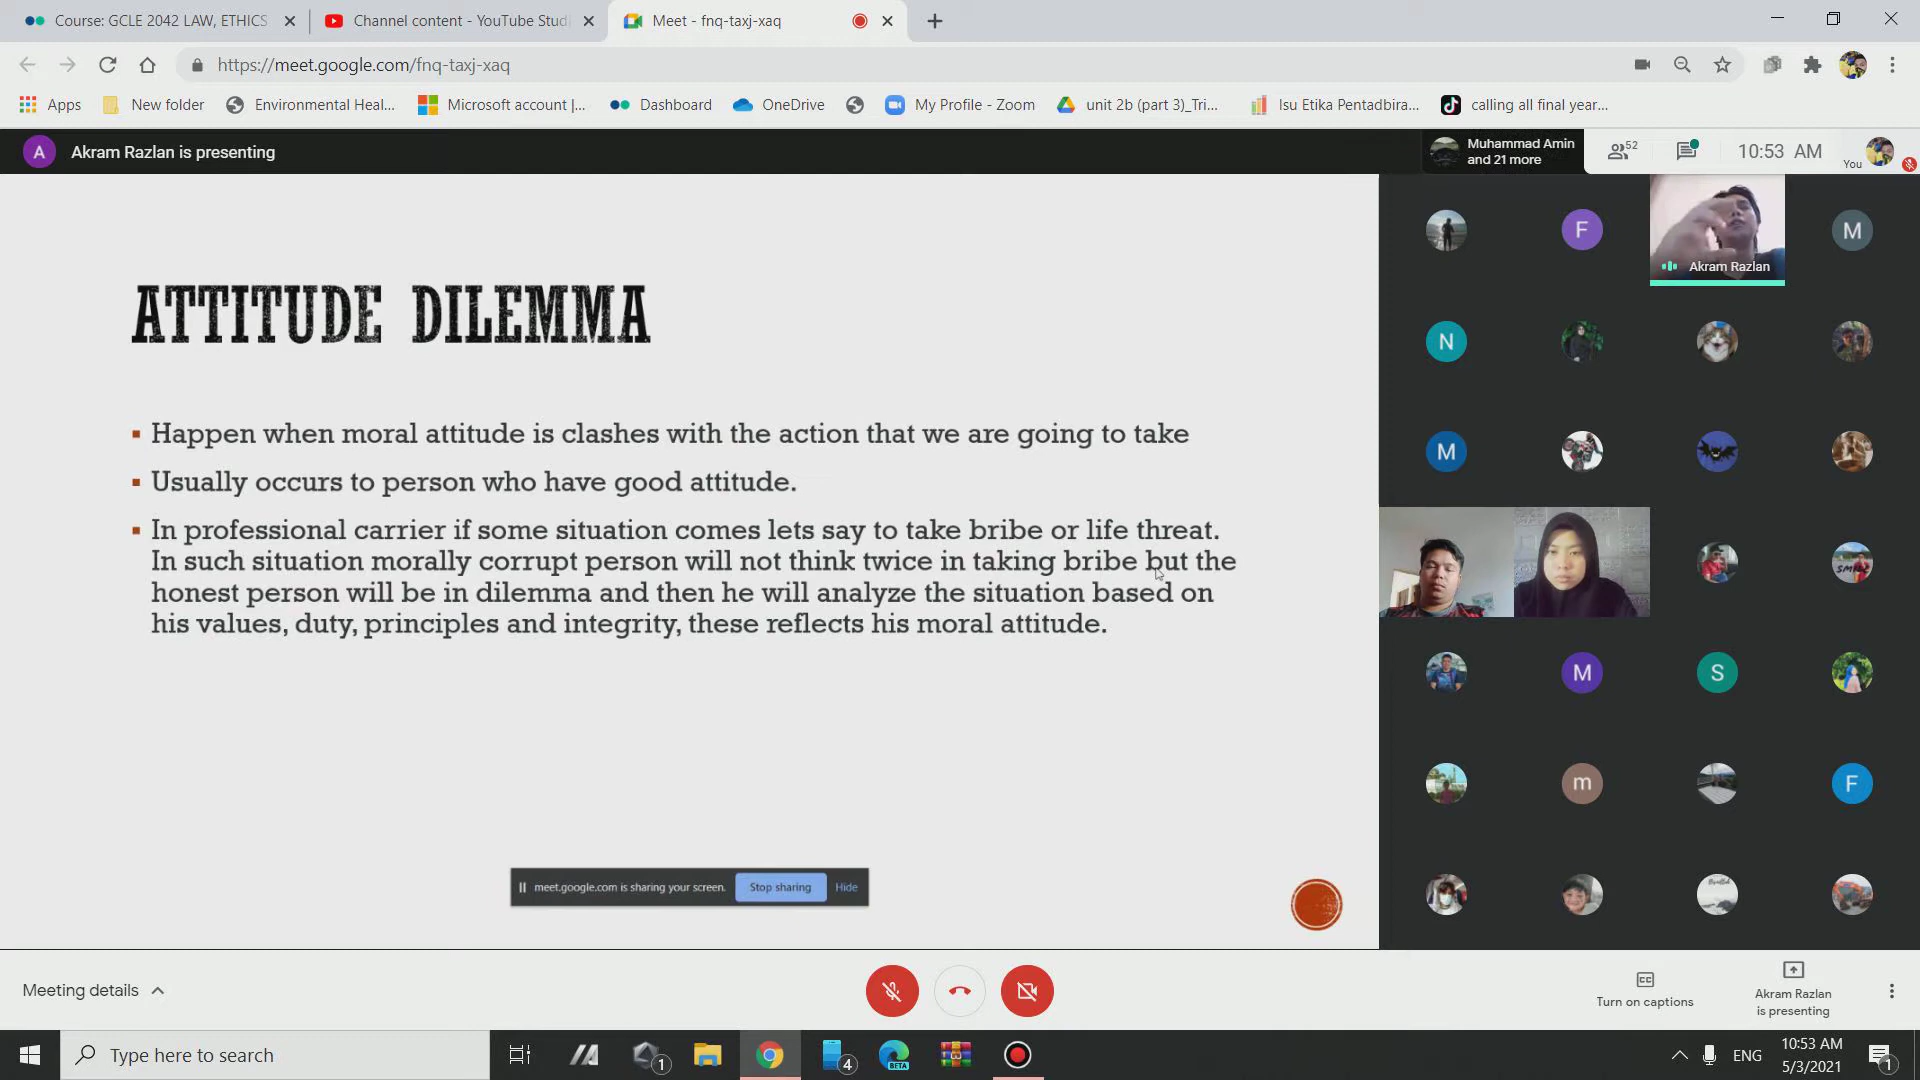 Course: GCLE 2042 LAW, ETHICS
Channel content - YouTube Stud
Meet - fnq-taxj-xaq
https://meet.google.com/fnq-taxj-xaq
Apps
New folder
Environmental Heal...
Microsoft account |...
Dashboard
OneDrive
My Profile - Zoom
unit 2b (part 3)_Tri...
Isu Etika Pentadbira...
calling all final year...
A
Akram Razlan is presenting
Muhammad Amin
and 21 more
52
10:53 AM
You
ATTITUDE DILEMMA
Happen when moral attitude is clashes with the action that we are going to take
Usually occurs to person who have good attitude.
In professional carrier if some situation comes lets say to take bribe or life threat.
In such situation morally corrupt person will not think twice in taking bribe but the
honest person will be in dilemma and then he will analyze the situation based on
his values, duty, principles and integrity, these reflects his moral attitude.
meet.google.com is sharing your screen.
Stop sharing
Hide
F
Akram Razlan
M
N
M
M
S
m
F
Meeting details
CC
Turn on captions
Akram Razlan
is presenting
Type here to search
1
4
BETA
ENG
10:53 AM
5/3/2021
1